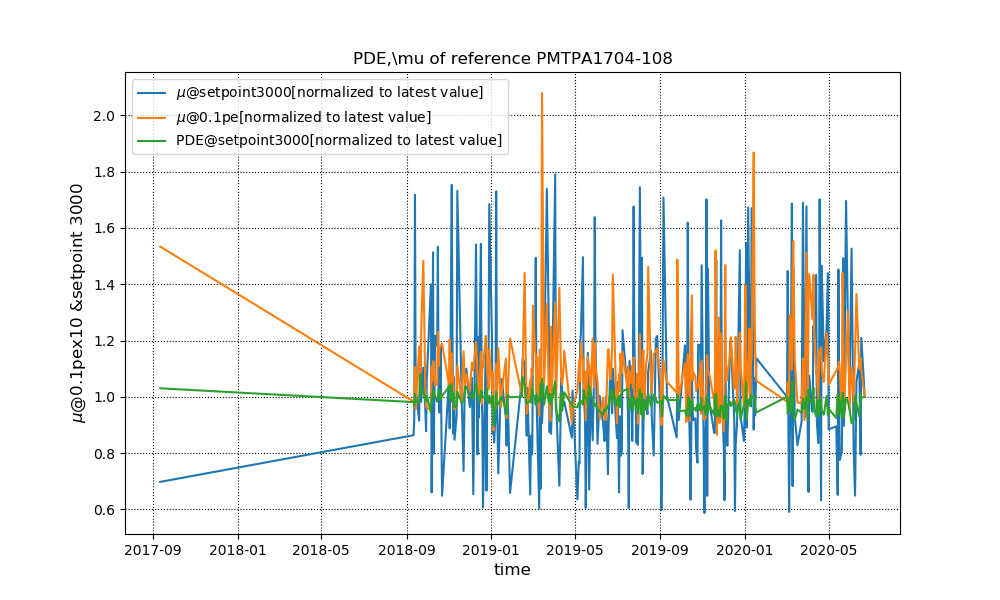 PDE,\mu of reference PMTPA1704-108
μ@setpoint3000[normalized to latest value]
μ@0.1pe[normalized to latest value]
PDE@setpoint3000[normalized to latest value]
μ@0.1pex10 &setpoint 3000
2.0
1.8
1.6
1.4
1.2
1.0
0.8
0.6
2017-09 2018-01 2018-05 2018-09 2019-01 2019-05 2019-09 2020-01 2020-05
time